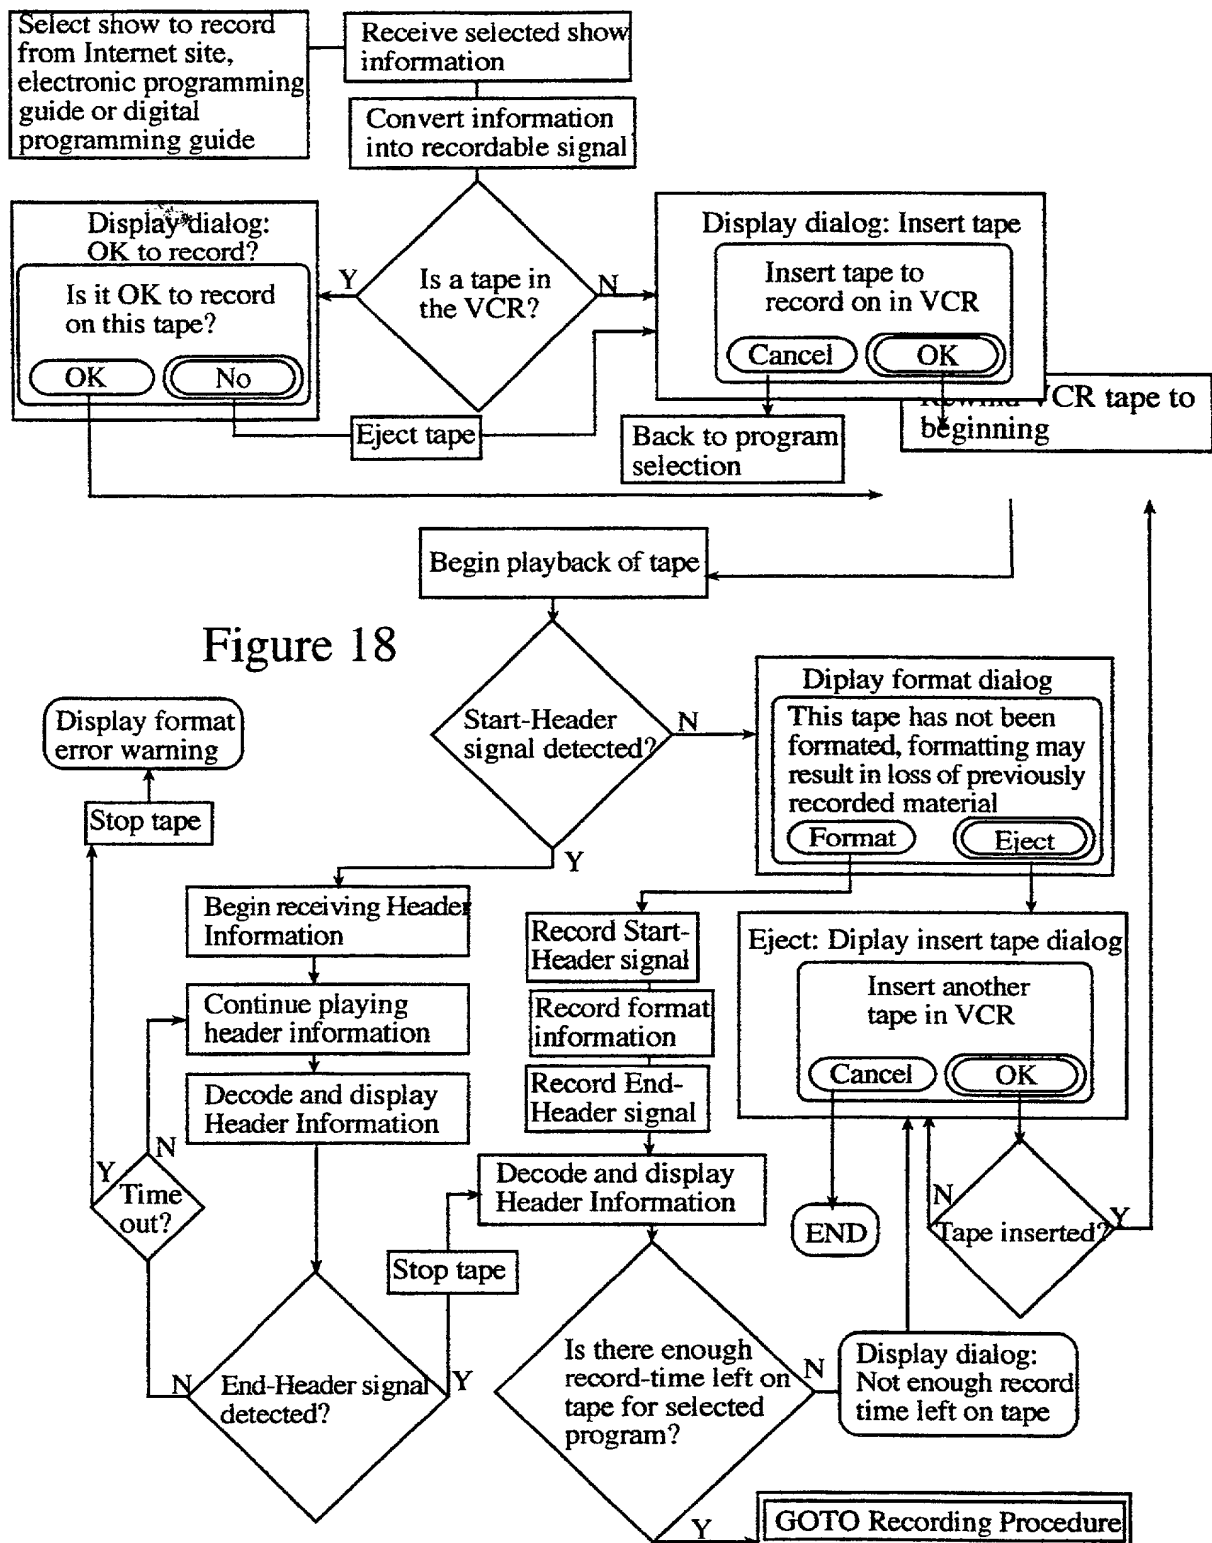 Select show to record
from Internet site,
electronic programming
guide or digital
programming guide
Receive selected show
information
Convert information
into recordable signal
Is a tape in
the VCR?
Y
N
Display dialog:
OK to record?
Is it OK to record
on this tape?
OK
No
Eject tape
Display dialog: Insert tape
Insert tape to
record on in VCR
Cancel
OK
Back to program
selection
Rewind VCR tape to
beginning
Begin playback of tape
Figure 18
Start-Header
signal detected?
N
Y
Diplay format dialog
This tape has not been
formated, formatting may
result in loss of previously
recorded material
Format
Eject
Display format
error warning
Stop tape
Begin receiving Header
Information
Continue playing
header information
Decode and display
Header Information
Y
N
Time
out?
N
End-Header signal
detected?
Y
Stop tape
Record Start-
Header signal
Record format
information
Record End-
Header signal
Decode and display
Header Information
Is there enough
record-time left on
tape for selected
program?
N
Y
Eject: Diplay insert tape dialog
Insert another
tape in VCR
Cancel
OK
END
N
Tape inserted?
Y
Display dialog:
Not enough record
time left on tape
GOTO Recording Procedure